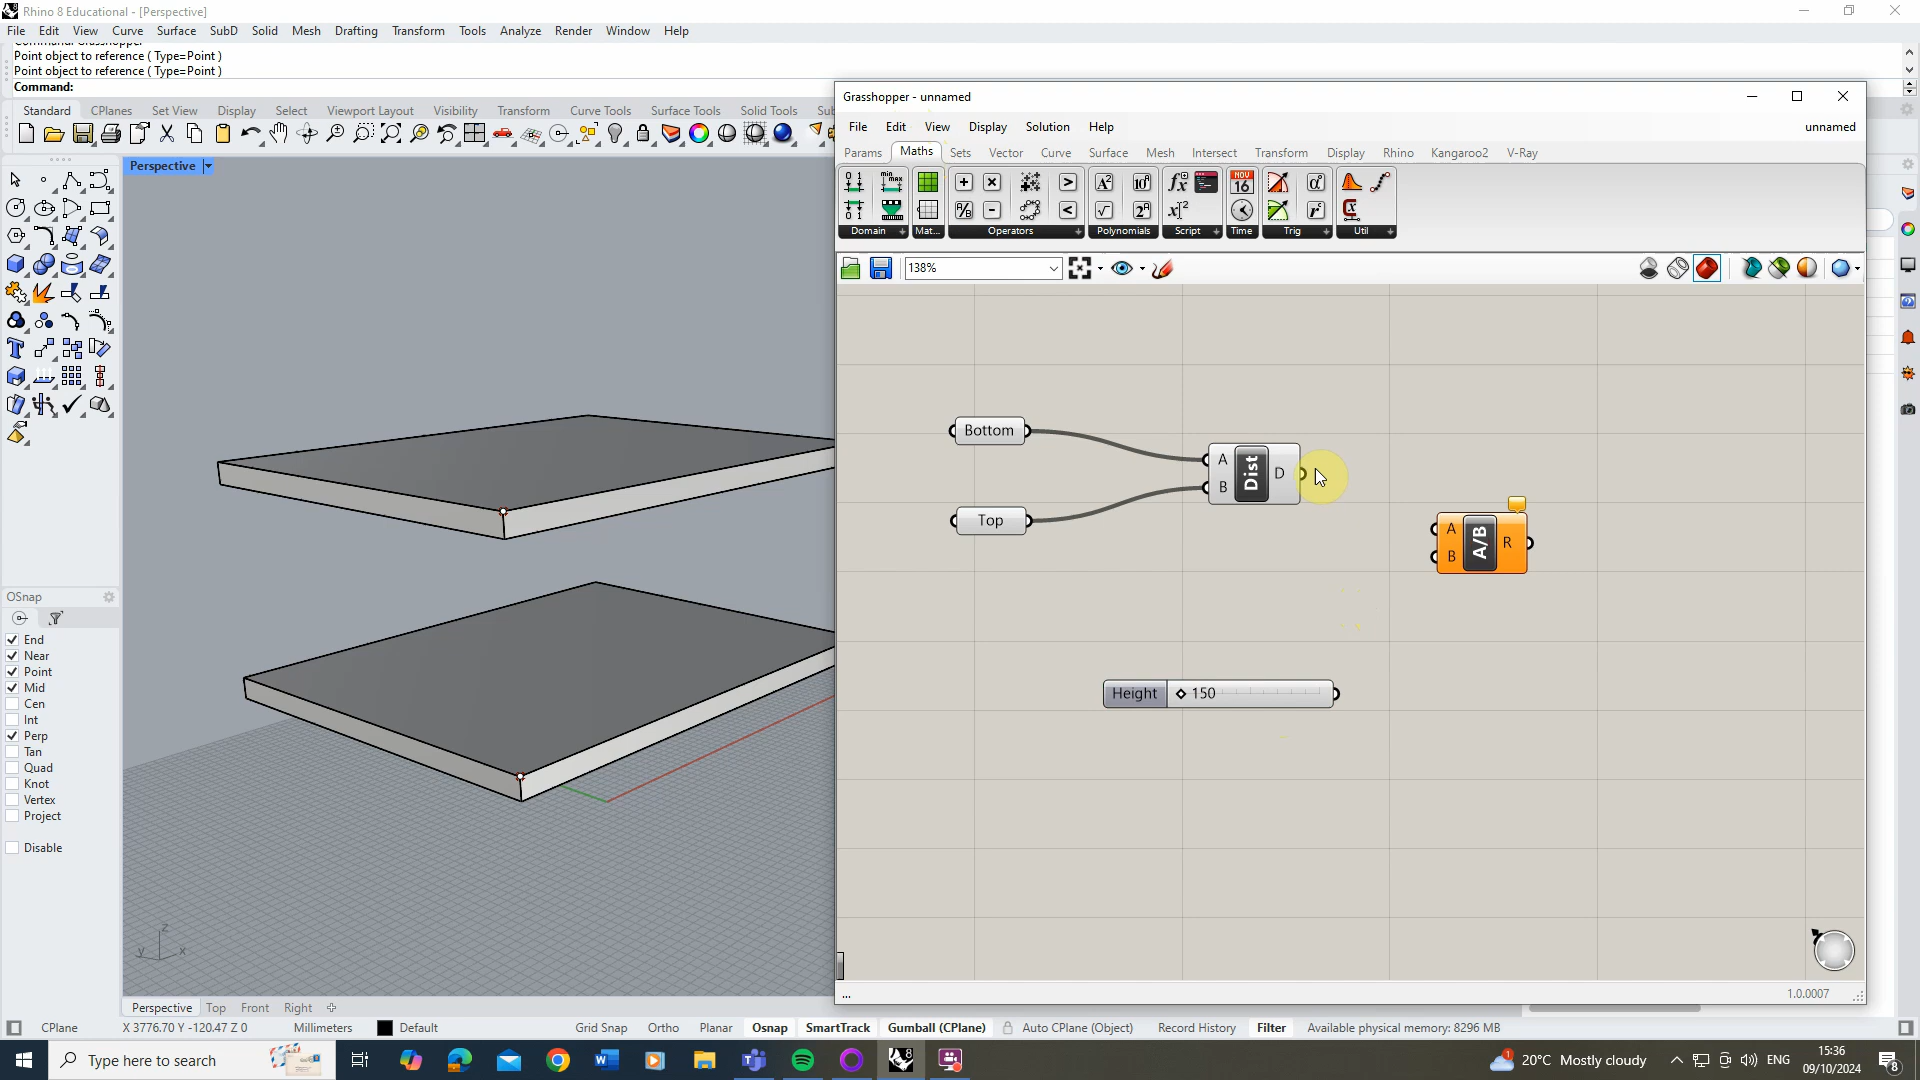 Rhino 8 Educational - [Perspective]
File Edit View Curve Surface SubD Solid Mesh Drafting Transform Tools Analyze Render Window Help
Point object to reference ( Type=Point )
Point object to reference ( Type=Point )
Command:
Standard CPlanes Set View Display Select Viewport Layout Visibility Transform Curve Tools Surface Tools Solid Tools
Perspective
Grasshopper - unnamed
File Edit View Display Solution Help unnamed
Params Maths Sets Vector Curve Surface Mesh Intersect Transform Display Rhino Kangaroo2 V-Ray
Domain Mat... Operators Polynomials Script Time Trig Util
138%
Bottom
Top
A
B
Dist
D
A
B
A/B
R
Height 150
OSnap
End
Near
Point
Mid
Cen
Int
Perp
Tan
Quad
Knot
Vertex
Project
Disable
z
y
x
... 1.0.0007
Perspective Top Front Right
CPlane X 3776.70 Y -120.47 Z 0 Millimeters Default Grid Snap Ortho Planar Osnap SmartTrack Gumball (CPlane) Auto CPlane (Object) Record History Filter Available physical memory: 8296 MB
Type here to search
20°C Mostly cloudy
ENG
15:36
09/10/2024
8